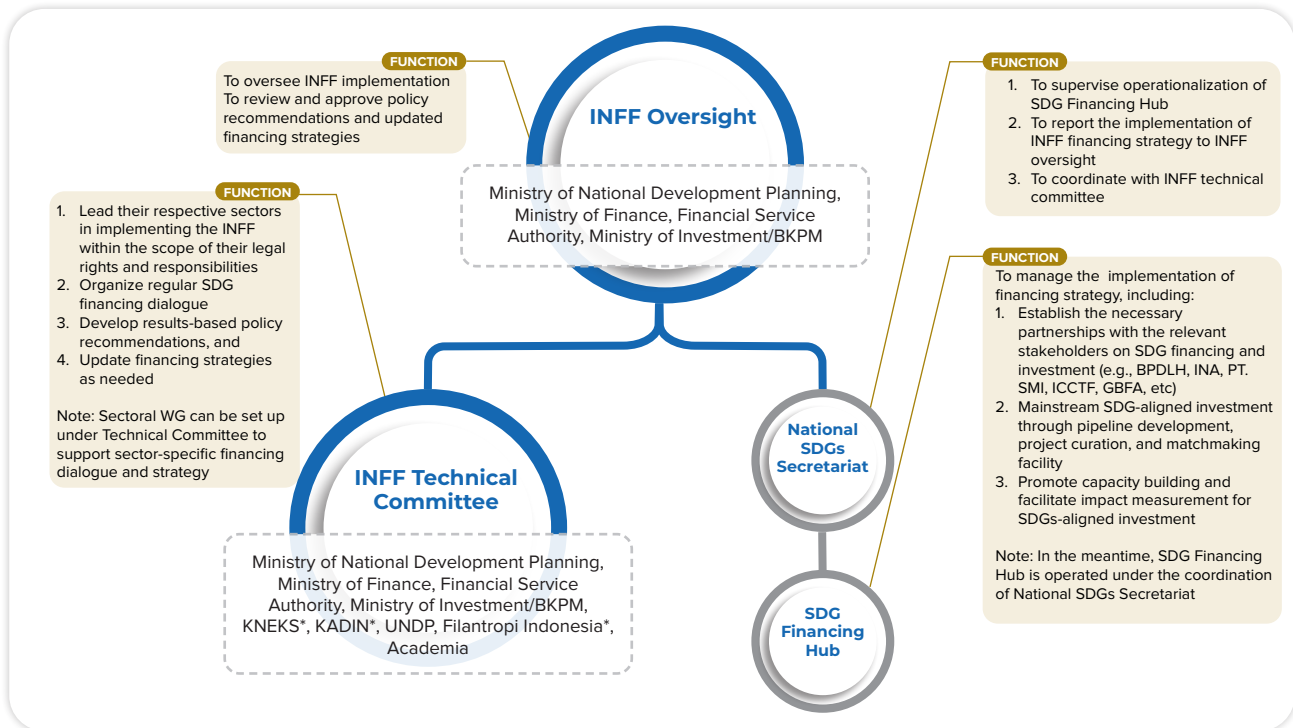 FUNCTION
To oversee INFF implementation
To review and approve policy
recommendations and updated
financing strategies
INFF Oversight
Ministry of National Development Planning,
Ministry of Finance, Financial Service
Authority, Ministry of Investment/BKPM
FUNCTION
1. To supervise operationalization of
SDG Financing Hub
2. To report the implementation of
INFF financing strategy to INFF
oversight
3. To coordinate with INFF technical
committee
FUNCTION
1. Lead their respective sectors
in implementing the INFF
within the scope of their legal
rights and responsibilities
2. Organize regular SDG
financing dialogue
3. Develop results-based policy
recommendations, and
4. Update financing strategies
as needed
Note: Sectoral WG can be set up
under Technical Committee to
support sector-specific financing
dialogue and strategy
INFF Technical
Committee
Ministry of National Development Planning,
Ministry of Finance, Financial Service
Authority, Ministry of Investment/BKPM,
KNEKS*, KADIN*, UNDP, Filantropi Indonesia*,
Academia
National
SDGs
Secretariat
SDG
Financing
Hub
FUNCTION
To manage the implementation of
financing strategy, including:
1. Establish the necessary
partnerships with the relevant
stakeholders on SDG financing and
investment (e.g., BPDLH, INA, PT.
SMI, ICCTF, GBFA, etc)
2. Mainstream SDG-aligned investment
through pipeline development,
project curation, and matchmaking
facility
3. Promote capacity building and
facilitate impact measurement for
SDGs-aligned investment
Note: In the meantime, SDG Financing
Hub is operated under the coordination
of National SDGs Secretariat